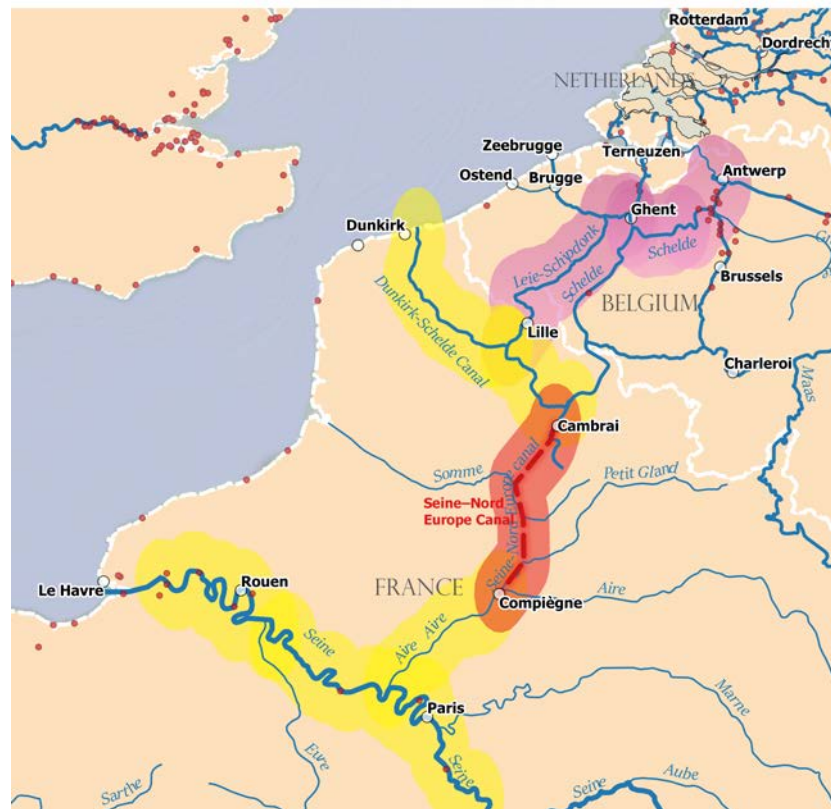 Rotterdam
Dordrech
NETHERLANDS
Zeebrugge
Terneuzen
Ostend
Brugge
Antwerp
Ghent
Dunkirk
Leie-Schipdonk
Schelde
Schelde
Brussels
BELGIUM
Dunkirk-Schelde Canal
Lille
Charleroi
Maas
Cambrai
Somme
Seine-Nord-Europe canal
Petit Gland
Seine–Nord
Europe Canal
Le Havre
Rouen
FRANCE
Compiègne
Aire
Aire
Aire
Seine
Paris
Marne
Eure
Seine
Seine
Aube
Sarthe